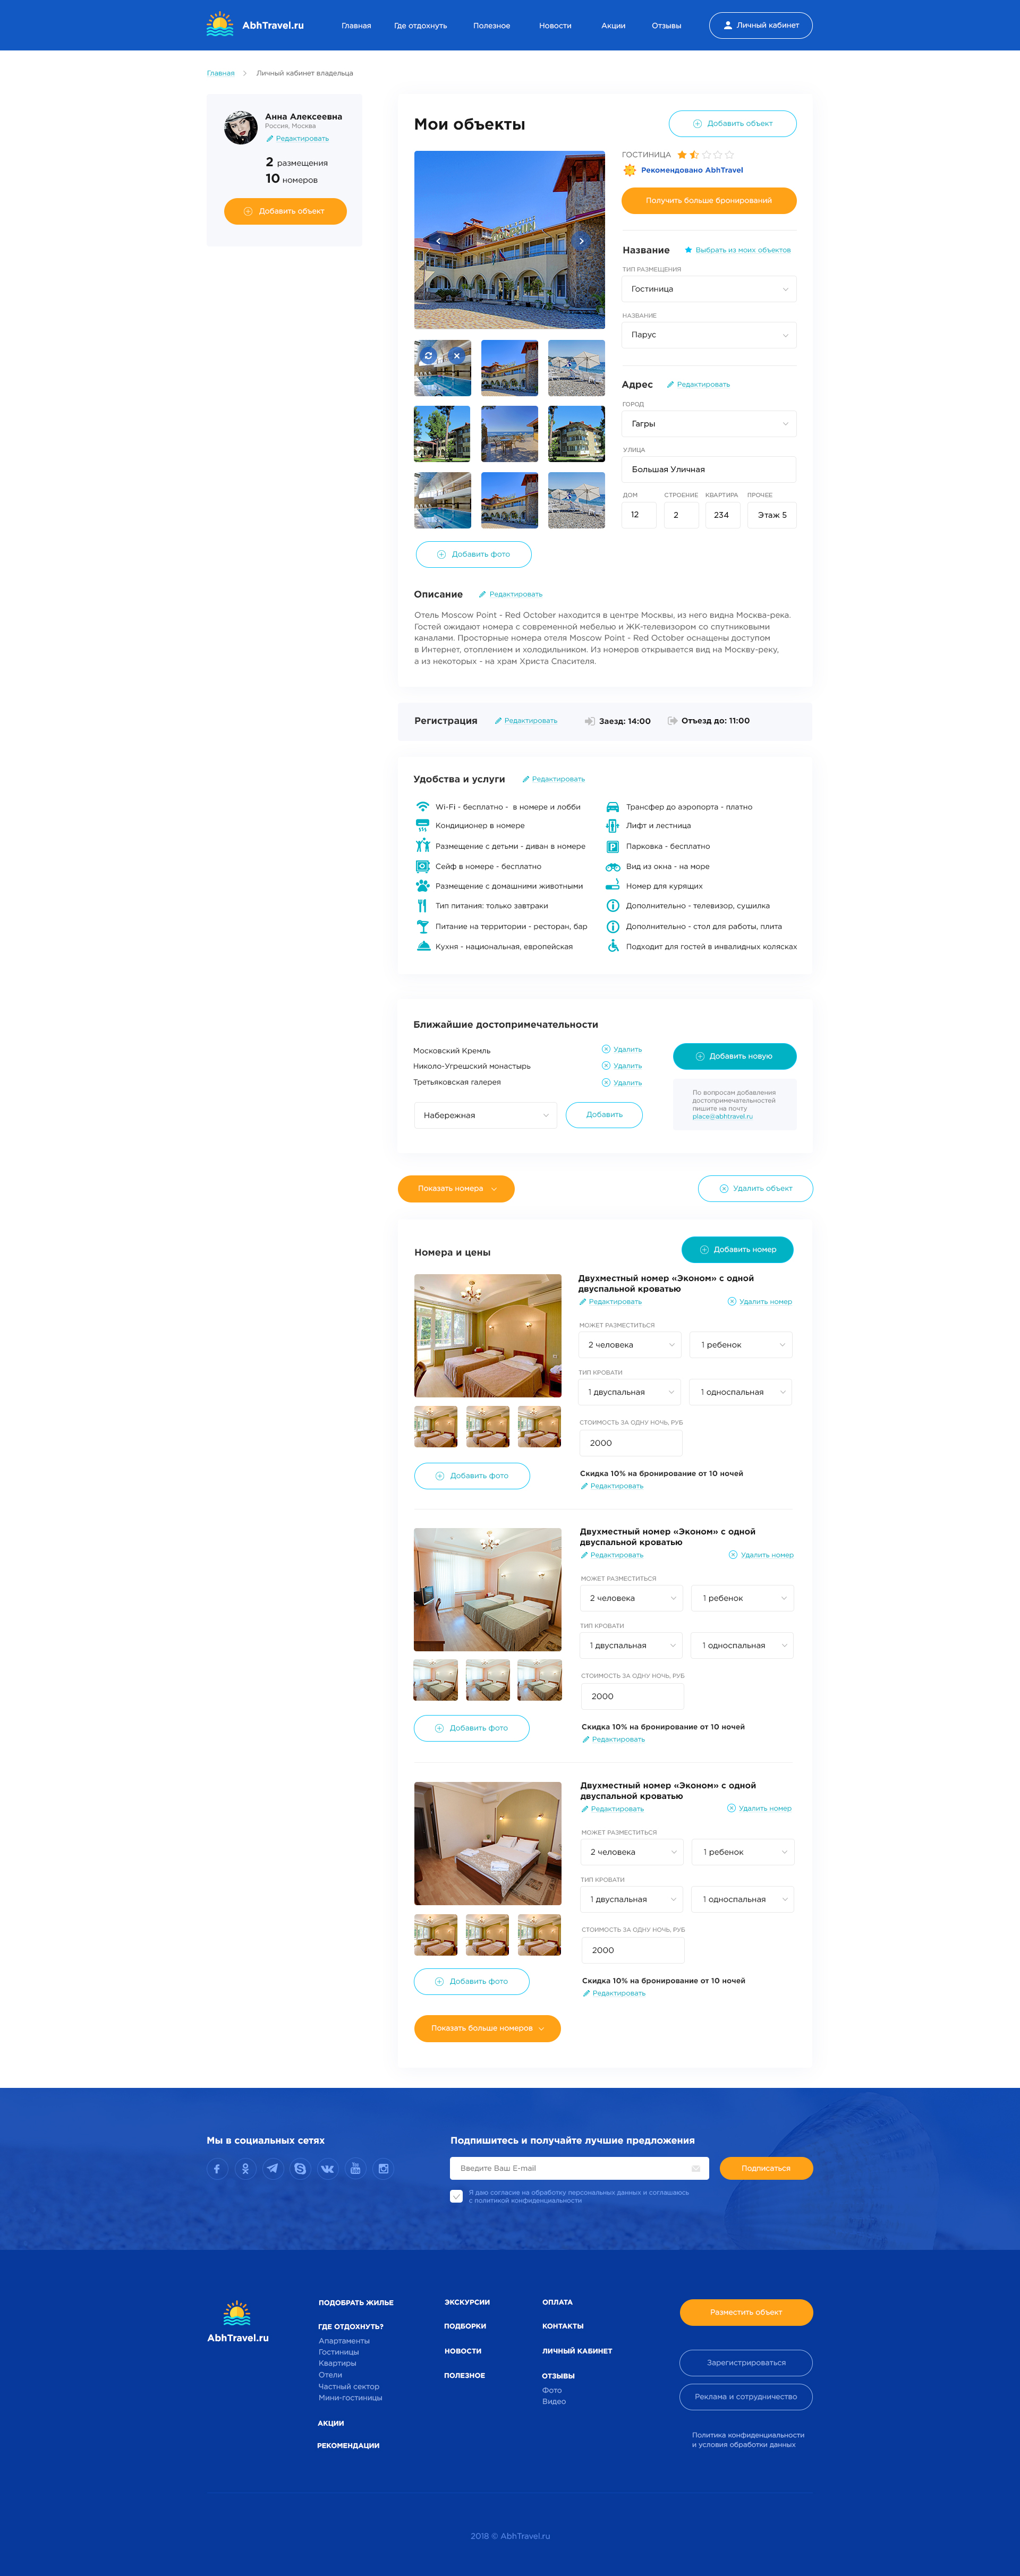 AbhTravel.ru
Главная
Где отдохнуть
Полезное
Новости
Акции
Отзывы
Личный кабинет
Главная
Личный кабинет владельца
Анна Алексеевна
Россия, Москва
Редактировать
2 размещения
10 номеров
Добавить объект
Мои объекты
Добавить объект
ГОСТИНИЦА
Рекомендовано AbhTravel
Получить больше бронирований
Название
Выбрать из моих объектов
ТИП РАЗМЕЩЕНИЯ
Гостиница
НАЗВАНИЕ
Парус
Адрес
Редактировать
ГОРОД
Гагры
УЛИЦА
Большая Уличная
ДОМ
СТРОЕНИЕ
КВАРТИРА
ПРОЧЕЕ
12
2
234
Этаж 5
Добавить фото
Описание
Редактировать
Отель Moscow Point - Red October находится в центре Москвы, из него видна Москва-река.
Гостей ожидают номера с современной мебелью и ЖК-телевизором со спутниковыми
каналами. Просторные номера отеля Moscow Point - Red October оснащены доступом
в Интернет, отоплением и холодильником. Из номеров открывается вид на Москву-реку,
а из некоторых - на храм Христа Спасителя.
Регистрация
Редактировать
Заезд: 14:00
Отъезд до: 11:00
Удобства и услуги
Редактировать
Wi-Fi - бесплатно - в номере и лобби
Трансфер до аэропорта - платно
Кондиционер в номере
Лифт и лестница
Размещение с детьми - диван в номере
Парковка - бесплатно
Сейф в номере - бесплатно
Вид из окна - на море
Размещение с домашними животными
Номер для курящих
Тип питания: только завтраки
Дополнительно - телевизор, сушилка
Питание на территории - ресторан, бар
Дополнительно - стол для работы, плита
Кухня - национальная, европейская
Подходит для гостей в инвалидных колясках
Ближайшие достопримечательности
Московский Кремль
Удалить
Николо-Угрешский монастырь
Удалить
Третьяковская галерея
Удалить
Набережная
Добавить
Добавить новую
По вопросам добавления
достопримечательностей
пишите на почту
place@abhtravel.ru
Показать номера
Удалить объект
Номера и цены
Добавить номер
Двухместный номер «Эконом» с одной
двуспальной кроватью
Редактировать
Удалить номер
МОЖЕТ РАЗМЕСТИТЬСЯ
2 человека
1 ребенок
ТИП КРОВАТИ
1 двуспальная
1 односпальная
СТОИМОСТЬ ЗА ОДНУ НОЧЬ, РУБ
2000
Скидка 10% на бронирование от 10 ночей
Редактировать
Добавить фото
Двухместный номер «Эконом» с одной
двуспальной кроватью
Редактировать
Удалить номер
МОЖЕТ РАЗМЕСТИТЬСЯ
2 человека
1 ребенок
ТИП КРОВАТИ
1 двуспальная
1 односпальная
СТОИМОСТЬ ЗА ОДНУ НОЧЬ, РУБ
2000
Скидка 10% на бронирование от 10 ночей
Редактировать
Добавить фото
Двухместный номер «Эконом» с одной
двуспальной кроватью
Редактировать
Удалить номер
МОЖЕТ РАЗМЕСТИТЬСЯ
2 человека
1 ребенок
ТИП КРОВАТИ
1 двуспальная
1 односпальная
СТОИМОСТЬ ЗА ОДНУ НОЧЬ, РУБ
2000
Скидка 10% на бронирование от 10 ночей
Редактировать
Добавить фото
Показать больше номеров
Мы в социальных сетях
Подпишитесь и получайте лучшие предложения
Введите Ваш E-mail
Подписаться
Я даю согласие на обработку персональных данных и соглашаюсь
с политикой конфиденциальности
AbhTravel.ru
ПОДОБРАТЬ ЖИЛЬЕ
ГДЕ ОТДОХНУТЬ?
Апартаменты
Гостиницы
Квартиры
Отели
Частный сектор
Мини-гостиницы
АКЦИИ
РЕКОМЕНДАЦИИ
ЭКСКУРСИИ
ПОДБОРКИ
НОВОСТИ
ПОЛЕЗНОЕ
ОПЛАТА
КОНТАКТЫ
ЛИЧНЫЙ КАБИНЕТ
ОТЗЫВЫ
Фото
Видео
Разместить объект
Зарегистрироваться
Реклама и сотрудничество
Политика конфиденциальности
и условия обработки данных
2018 © AbhTravel.ru